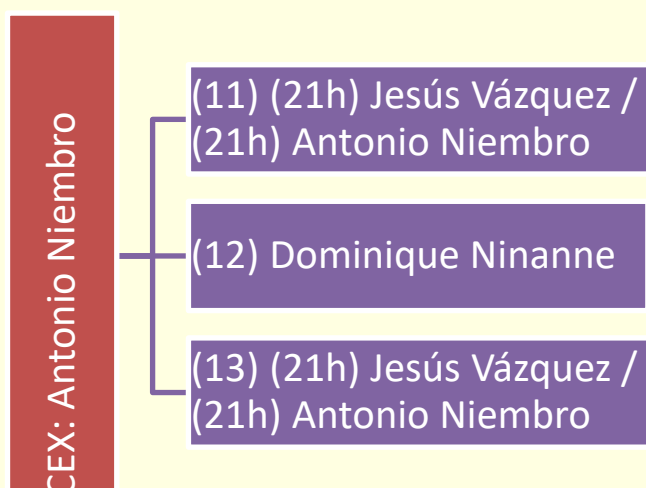 CEX: Antonio Niembro
(11) (21h) Jesús Vázquez /
(21h) Antonio Niembro
(12) Dominique Ninanne
(13) (21h) Jesús Vázquez /
(21h) Antonio Niembro